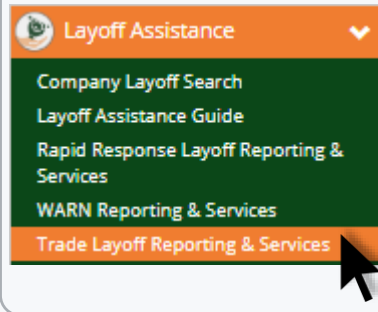 Layoff Assistance
Company Layoff Search
Layoff Assistance Guide
Rapid Response Layoff Reporting &
Services
WARN Reporting & Services
Trade Layoff Reporting & Services